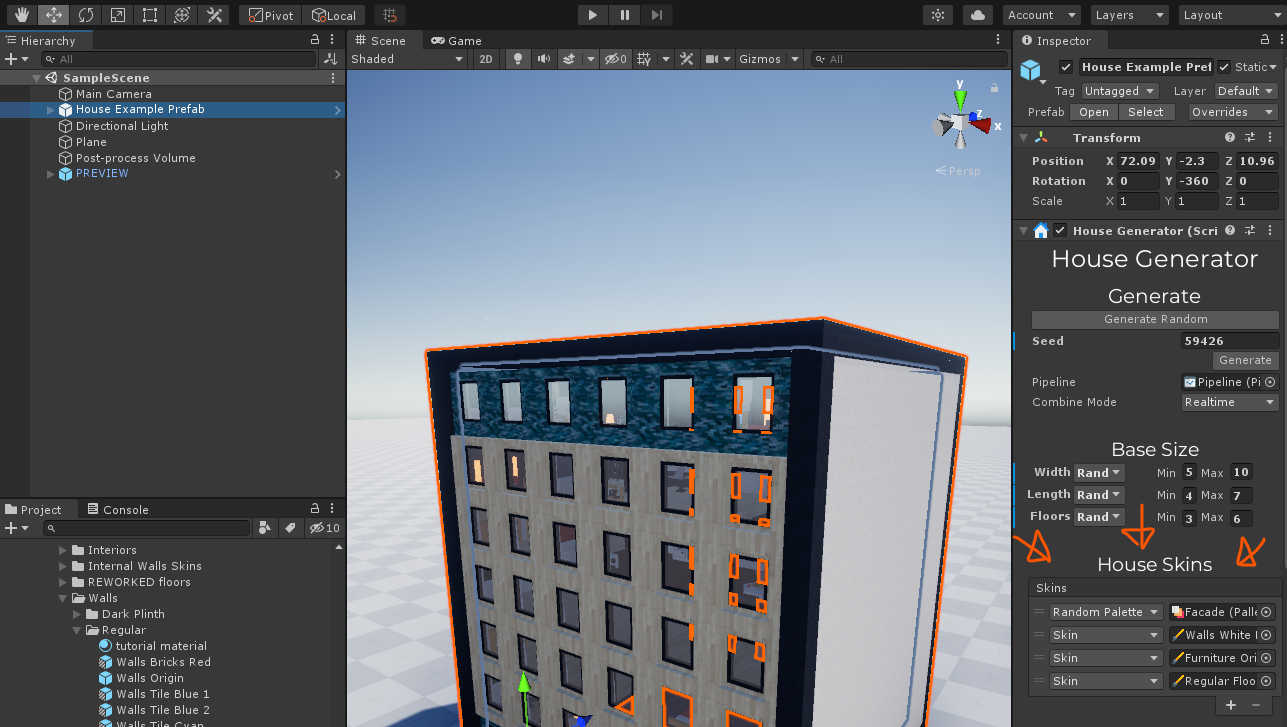 Pivot Local Account Layers Layout
Hierarchy Scene Game Inspector
All Shaded 2D 0 Gizmos All House Example Pref Static
SampleScene Tag Untagged Layer Default
Main Camera Prefab Open Select Overrides
House Example Prefab
Directional Light
Plane
Post-process Volume
PREVIEW
y
z
x
Persp
Transform
Position X 72.09 Y -2.3 Z 10.96
Rotation X 0 Y -360 Z 0
Scale X 1 Y 1 Z 1
House Generator (Scri
House Generator
Generate
Generate Random
Seed 59426
Generate
Pipeline Pipeline (Pi
Combine Mode Realtime
Base Size
Width Rand Min 5 Max 10
Length Rand Min 4 Max 7
Floors Rand Min 3 Max 6
House Skins
Skins
Random Palette Facade (Palle
Skin Walls White
Skin Furniture Ori
Skin Regular Floo
+ −
Project Console
10
Interiors
Internal Walls Skins
REWORKED floors
Walls
Dark Plinth
Regular
tutorial material
Walls Bricks Red
Walls Origin
Walls Tile Blue 1
Walls Tile Blue 2
Walls Tile Cyan